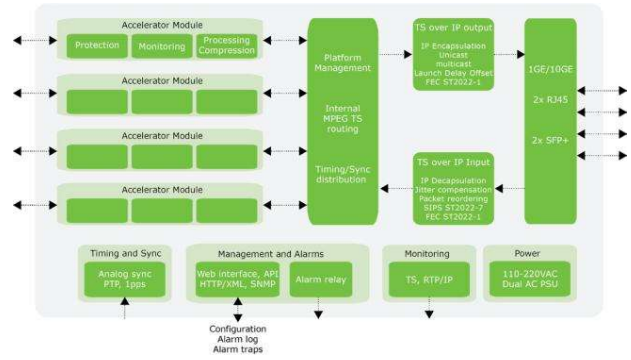 Accelerator Module
Protection
Monitoring
Processing
Compression
Accelerator Module
Accelerator Module
Accelerator Module
Platform
Management
Internal
MPEG TS
routing
Timing/Sync
distribution
TS over IP output
IP Encapsulation
Unicast
multicast
Launch Delay Offset
FEC ST2022-1
TS over IP Input
IP Decapsulation
Jitter compensation
Packet reordering
SIPS ST2022-7
FEC ST2022-1
1GE/10GE
2x RJ45
2x SFP+
Timing and Sync
Analog sync
PTP, 1pps
Management and Alarms
Web interface, API
HTTP/XML, SNMP
Alarm relay
Monitoring
TS, RTP/IP
Power
110-220VAC
Dual AC PSU
Configuration
Alarm log
Alarm traps